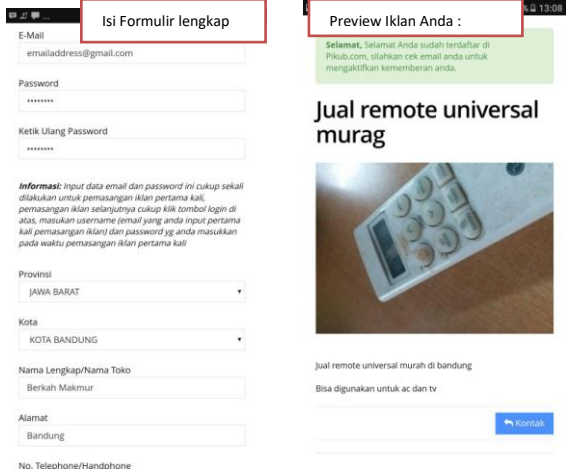 Isi Formulir lengkap
E-Mail
emailaddress@gmail.com
Password
••••••••
Ketik Ulang Password
••••••••
Informasi: Input data email dan password ini cukup sekali
dilakukan untuk pemasangan iklan pertama kali,
pemasangan iklan selanjutnya cukup klik tombol login di
atas, masukan username (email yang anda input pertama
kali pemasangan iklan) dan password yg anda masukkan
pada waktu pemasangan iklan pertama kali
Provinsi
JAWA BARAT
Kota
KOTA BANDUNG
Nama Lengkap/Nama Toko
Berkah Makmur
Alamat
Bandung
No. Telephone/Handphone
Preview Iklan Anda :
13:08
Selamat, Selamat Anda sudah terdaftar di
Pikub.com, silahkan cek email anda untuk
mengaktifkan kememberan anda.
Jual remote universal
murag
Jual remote universal murah di bandung
Bisa digunakan untuk ac dan tv
Kontak